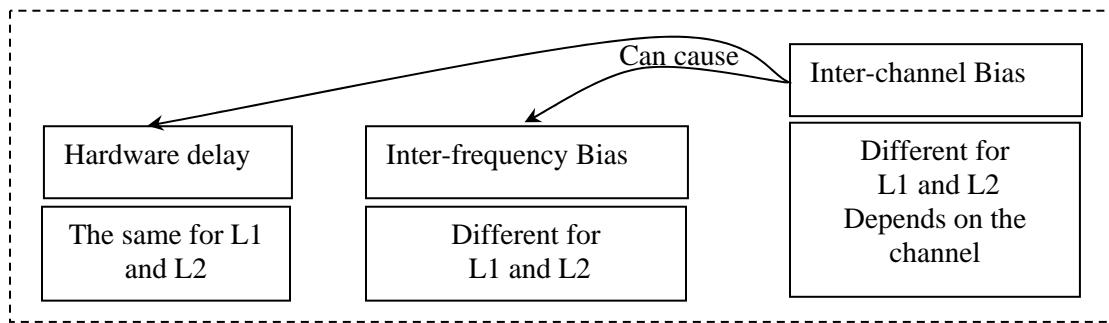 Can cause
Inter-channel Bias
Hardware delay
Inter-frequency Bias
The same for L1
and L2
Different for
L1 and L2
Different for
L1 and L2
Depends on the
channel